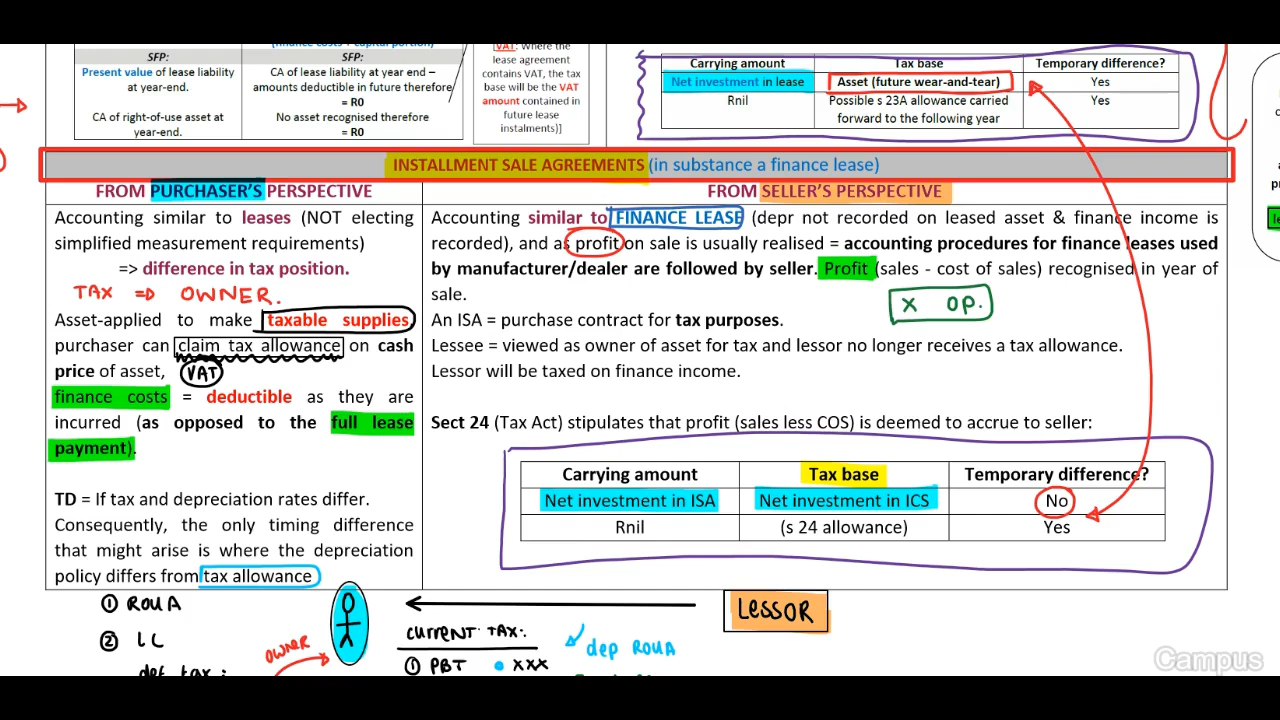 (finance costs + capital portion)
SFP: SFP:
Present value of lease liability at year-end.
CA of right-of-use asset at year-end.
CA of lease liability at year end –
amounts deductible in future therefore
= R0
No asset recognised therefore
= R0
VAT: Where the
lease agreement
contains VAT, the tax
base will be the VAT
amount contained in
future lease
instalments)]
Carrying amount Tax base Temporary difference?
Net investment in lease Asset (future wear-and-tear) Yes
Rnil Possible s 23A allowance carried forward to the following year Yes
INSTALLMENT SALE AGREEMENTS (in substance a finance lease)
FROM PURCHASER'S PERSPECTIVE
Accounting similar to leases (NOT electing
simplified measurement requirements)
=> difference in tax position.
TAX => OWNER.
Asset-applied to make taxable supplies,
purchaser can claim tax allowance on cash
price of asset, VAT
finance costs = deductible as they are
incurred (as opposed to the full lease
payment).
TD = If tax and depreciation rates differ.
Consequently, the only timing difference
that might arise is where the depreciation
policy differs from tax allowance
FROM SELLER'S PERSPECTIVE
Accounting similar to FINANCE LEASE (depr not recorded on leased asset & finance income is
recorded), and as profit on sale is usually realised = accounting procedures for finance leases used
by manufacturer/dealer are followed by seller. Profit (sales - cost of sales) recognised in year of
sale.
X OP.
An ISA = purchase contract for tax purposes.
Lessee = viewed as owner of asset for tax and lessor no longer receives a tax allowance.
Lessor will be taxed on finance income.
Sect 24 (Tax Act) stipulates that profit (sales less COS) is deemed to accrue to seller:
Carrying amount Tax base Temporary difference?
Net investment in ISA Net investment in ICS No
Rnil (s 24 allowance) Yes
① ROUA
② LL
def tax:
OWNER
LESSOR
CURRENT TAX:
① PBT XXX
dep ROUA
Campus